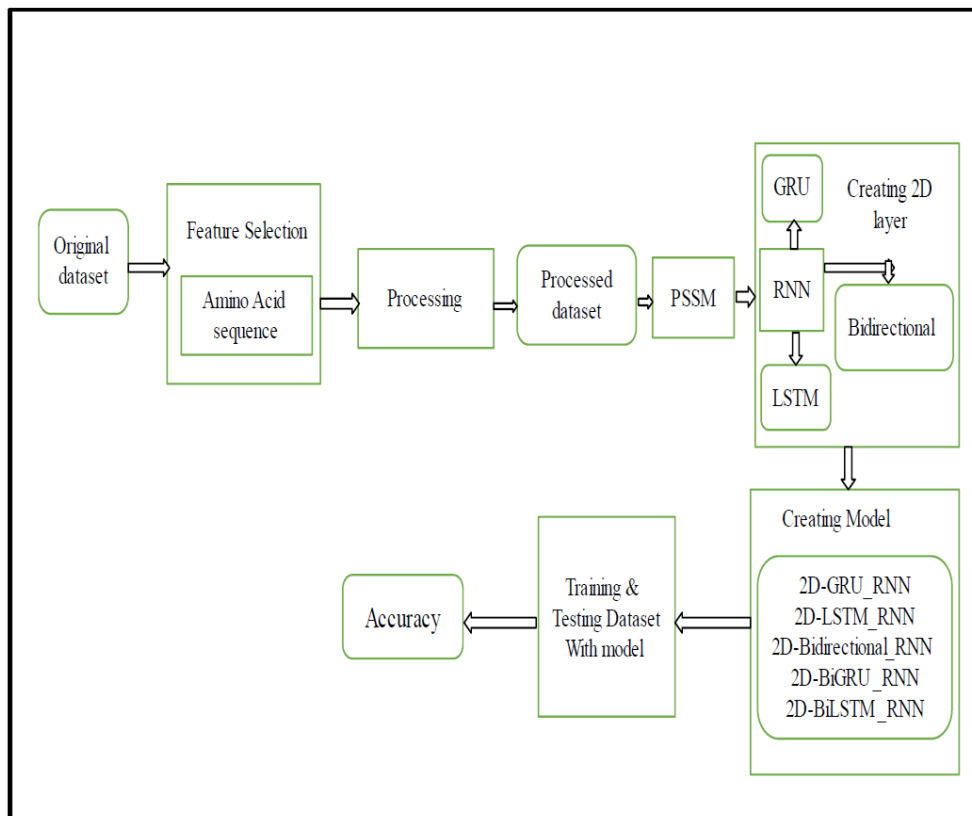 Original
dataset
Feature Selection
Amino Acid
sequence
Processing
Processed
dataset
PSSM
GRU
Creating 2D
layer
RNN
Bidirectional
LSTM
Creating Model
2D-GRU_RNN
2D-LSTM_RNN
2D-Bidirectional_RNN
2D-BiGRU_RNN
2D-BiLSTM_RNN
Training &
Testing Dataset
With model
Accuracy